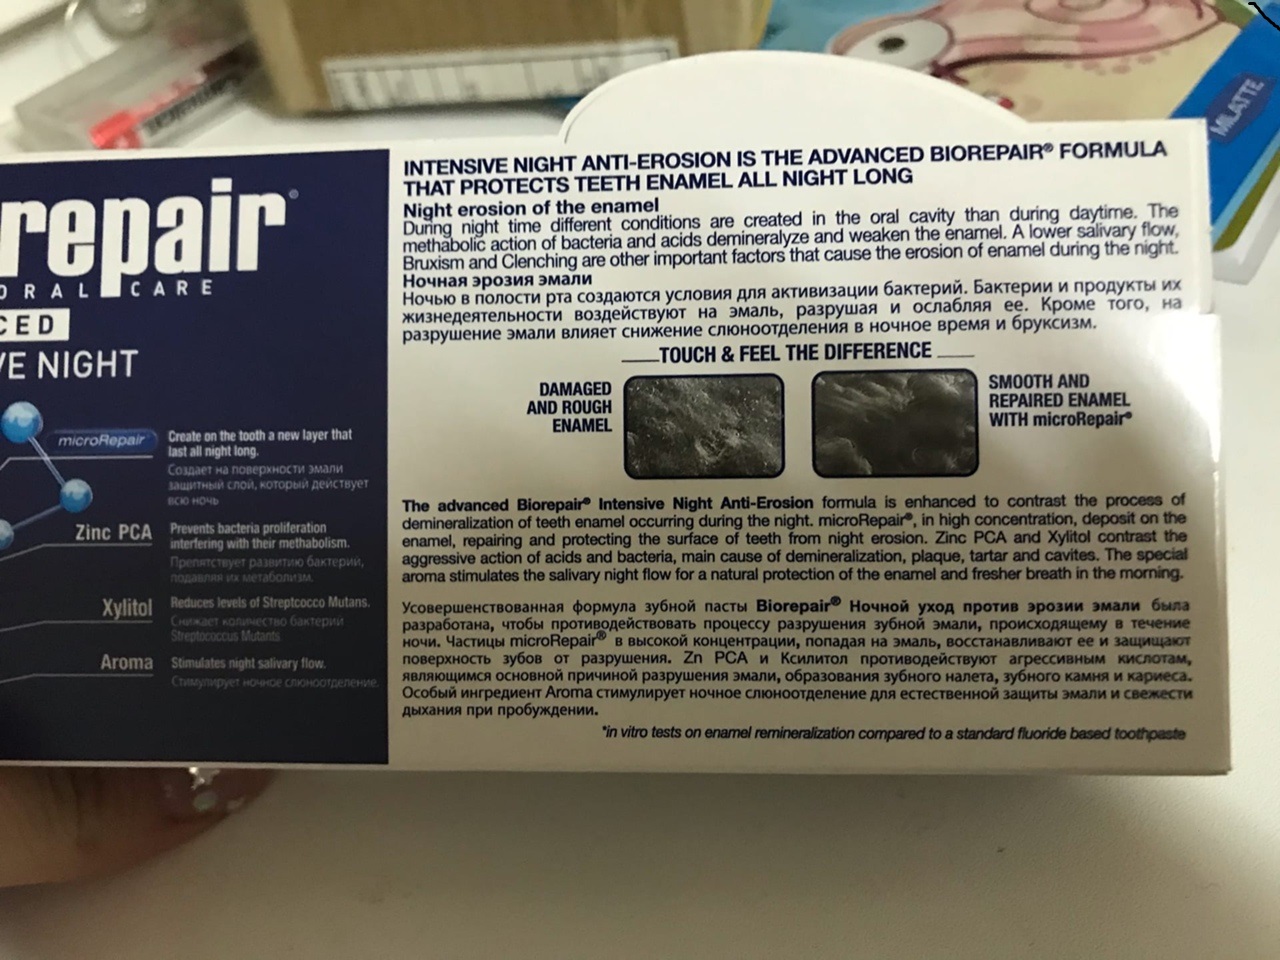 MILATTE
repair®
ORAL CARE
CED
VE NIGHT
microRepair®
Create on the tooth a new layer that
last all night long.
Создает на поверхности эмали
защитный слой, который действует
всю ночь
Zinc PCA
Prevents bacteria proliferation
interfering with their methabolism.
Препятствует развитию бактерий,
подавляя их метаболизм.
Xylitol
Reduces levels of Streptcocco Mutans.
Снижает количество бактерий
Streptococcus Mutants.
Aroma
Stimulates night salivary flow.
Стимулирует ночное слюноотделение.
INTENSIVE NIGHT ANTI-EROSION IS THE ADVANCED BIOREPAIR® FORMULA
THAT PROTECTS TEETH ENAMEL ALL NIGHT LONG
Night erosion of the enamel
During night time different conditions are created in the oral cavity than during daytime. The
methabolic action of bacteria and acids demineralyze and weaken the enamel. A lower salivary flow,
Bruxism and Clenching are other important factors that cause the erosion of enamel during the night.
Ночная эрозия эмали
Ночью в полости рта создаются условия для активизации бактерий. Бактерии и продукты их
жизнедеятельности воздействуют на эмаль, разрушая и ослабляя ее. Кроме того, на
разрушение эмали влияет снижение слюноотделения в ночное время и бруксизм.
TOUCH & FEEL THE DIFFERENCE
DAMAGED
AND ROUGH
ENAMEL
SMOOTH AND
REPAIRED ENAMEL
WITH microRepair®
The advanced Biorepair® Intensive Night Anti-Erosion formula is enhanced to contrast the process of
demineralization of teeth enamel occurring during the night. microRepair®, in high concentration, deposit on the
enamel, repairing and protecting the surface of teeth from night erosion. Zinc PCA and Xylitol contrast the
aggressive action of acids and bacteria, main cause of demineralization, plaque, tartar and cavites. The special
aroma stimulates the salivary night flow for a natural protection of the enamel and fresher breath in the morning.
Усовершенствованная формула зубной пасты Biorepair® Ночной уход против эрозии эмали была
разработана, чтобы противодействовать процессу разрушения зубной эмали, происходящему в течение
ночи. Частицы microRepair® в высокой концентрации, попадая на эмаль, восстанавливают ее и защищают
поверхность зубов от разрушения. Zn PCA и Ксилитол противодействуют агрессивным кислотам,
являющимся основной причиной разрушения эмали, образования зубного налета, зубного камня и кариеса.
Особый ингредиент Aroma стимулирует ночное слюноотделение для естественной защиты эмали и свежести
дыхания при пробуждении.
*in vitro tests on enamel remineralization compared to a standard fluoride based toothpaste